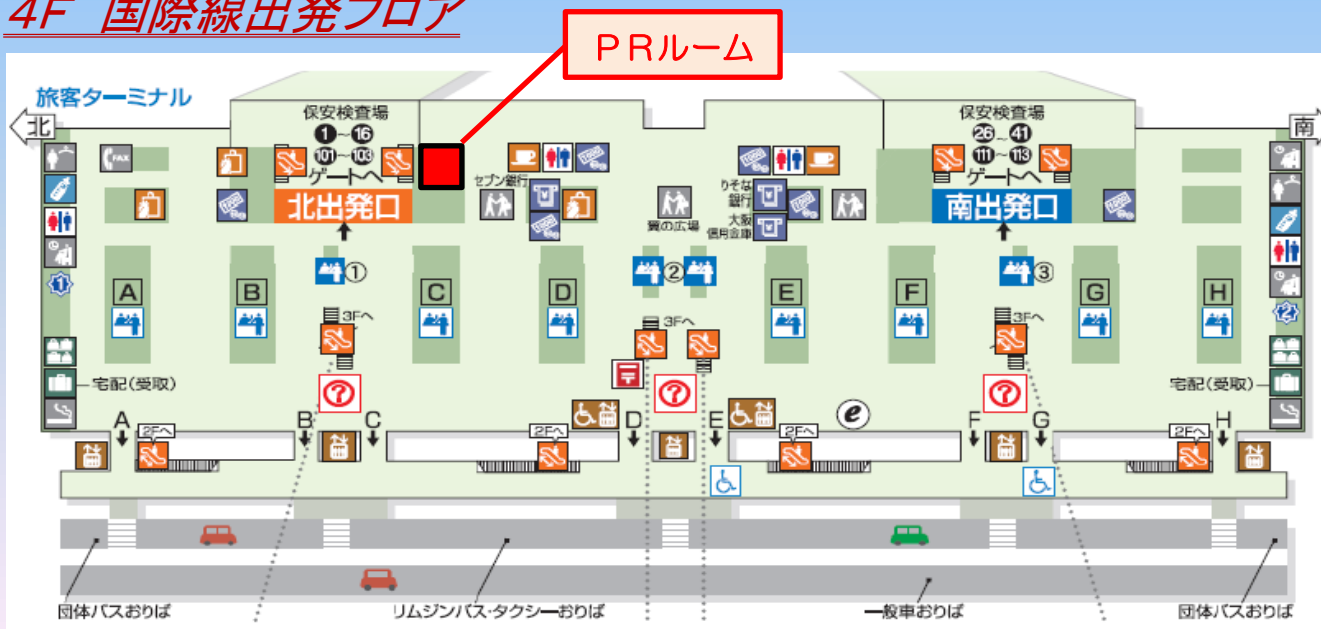 4F 国際線出発フロア
PRルーム
旅客ターミナル
北
南
保安検査場
1～16
101～103
ゲートへ
北出発口
保安検査場
26～41
111～113
ゲートへ
南出発口
FAX
セブン銀行
翼の広場
りそな
銀行
大阪
信用金庫
① ② ③
1
2
A B C D E F G H
3Fへ
3Fへ
3Fへ
?
?
?
〒
e
宅配(受取)
宅配(受取)
A B C D E F G H
2Fへ
2Fへ
2Fへ
2Fへ
団体バスおりば
リムジンバス・タクシーおりば
一般車おりば
団体バスおりば